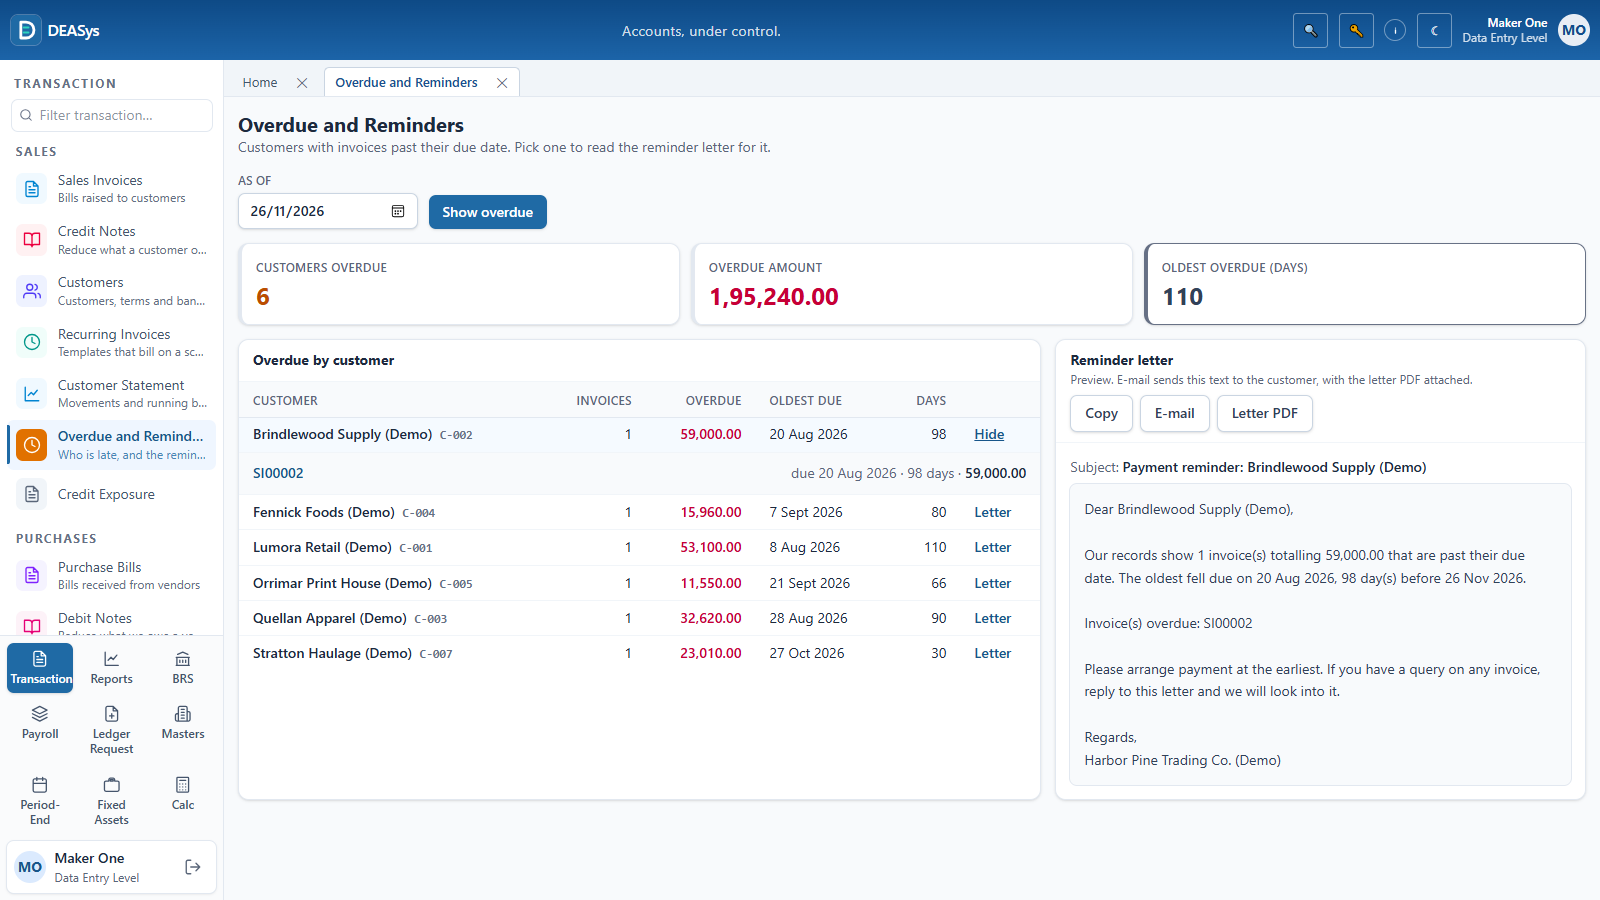 DEASys
Accounts, under control.
Maker One
Data Entry Level
MO
TRANSACTION
Filter transaction...
SALES
Sales Invoices
Bills raised to customers
Credit Notes
Reduce what a customer o...
Customers
Customers, terms and ban...
Recurring Invoices
Templates that bill on a sc...
Customer Statement
Movements and running b...
Overdue and Remind...
Who is late, and the remin...
Credit Exposure
PURCHASES
Purchase Bills
Bills received from vendors
Debit Notes
Transaction
Reports
BRS
Payroll
Ledger Request
Masters
Period-End
Fixed Assets
Calc
MO
Maker One
Data Entry Level
Home
Overdue and Reminders
Overdue and Reminders
Customers with invoices past their due date. Pick one to read the reminder letter for it.
AS OF
26/11/2026
Show overdue
CUSTOMERS OVERDUE
6
OVERDUE AMOUNT
1,95,240.00
OLDEST OVERDUE (DAYS)
110
Overdue by customer
CUSTOMER INVOICES OVERDUE OLDEST DUE DAYS
Brindlewood Supply (Demo) C-002 1 59,000.00 20 Aug 2026 98 Hide
SI00002 due 20 Aug 2026 · 98 days · 59,000.00
Fennick Foods (Demo) C-004 1 15,960.00 7 Sept 2026 80 Letter
Lumora Retail (Demo) C-001 1 53,100.00 8 Aug 2026 110 Letter
Orrimar Print House (Demo) C-005 1 11,550.00 21 Sept 2026 66 Letter
Quellan Apparel (Demo) C-003 1 32,620.00 28 Aug 2026 90 Letter
Stratton Haulage (Demo) C-007 1 23,010.00 27 Oct 2026 30 Letter
Reminder letter
Preview. E-mail sends this text to the customer, with the letter PDF attached.
Copy
E-mail
Letter PDF
Subject: Payment reminder: Brindlewood Supply (Demo)
Dear Brindlewood Supply (Demo),
Our records show 1 invoice(s) totalling 59,000.00 that are past their due
date. The oldest fell due on 20 Aug 2026, 98 day(s) before 26 Nov 2026.
Invoice(s) overdue: SI00002
Please arrange payment at the earliest. If you have a query on any invoice,
reply to this letter and we will look into it.
Regards,
Harbor Pine Trading Co. (Demo)